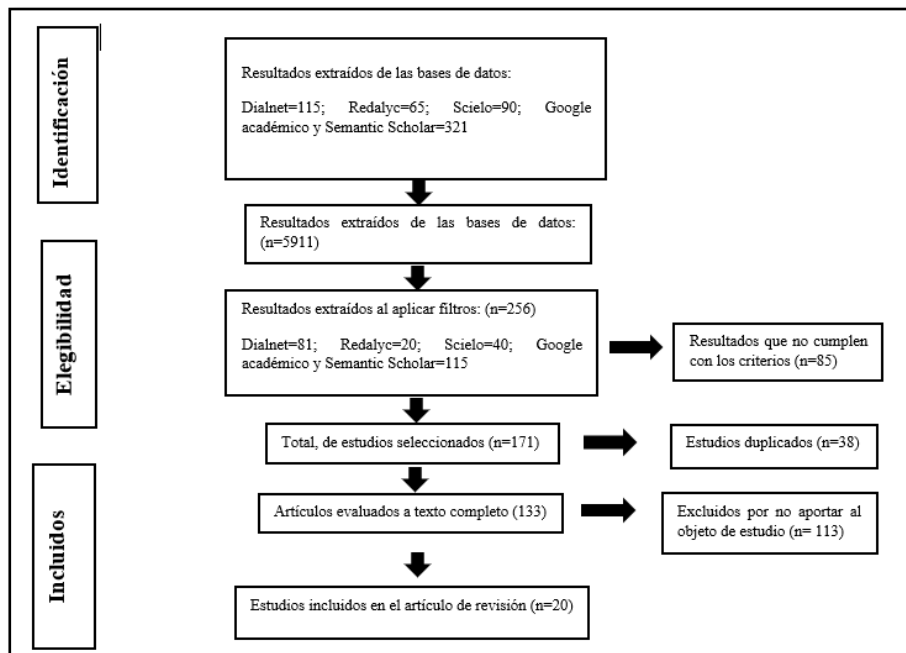 Identificación
Resultados extraídos de las bases de datos:
Dialnet=115; Redalyc=65; Scielo=90; Google
académico y Semantic Scholar=321
Resultados extraídos de las bases de datos:
(n=5911)
Elegibilidad
Resultados extraídos al aplicar filtros: (n=256)
Dialnet=81; Redalyc=20; Scielo=40; Google
académico y Semantic Scholar=115
Resultados que no cumplen
con los criterios (n=85)
Total, de estudios seleccionados (n=171)
Estudios duplicados (n=38)
Incluidos
Artículos evaluados a texto completo (133)
Excluidos por no aportar al
objeto de estudio (n= 113)
Estudios incluidos en el artículo de revisión (n=20)